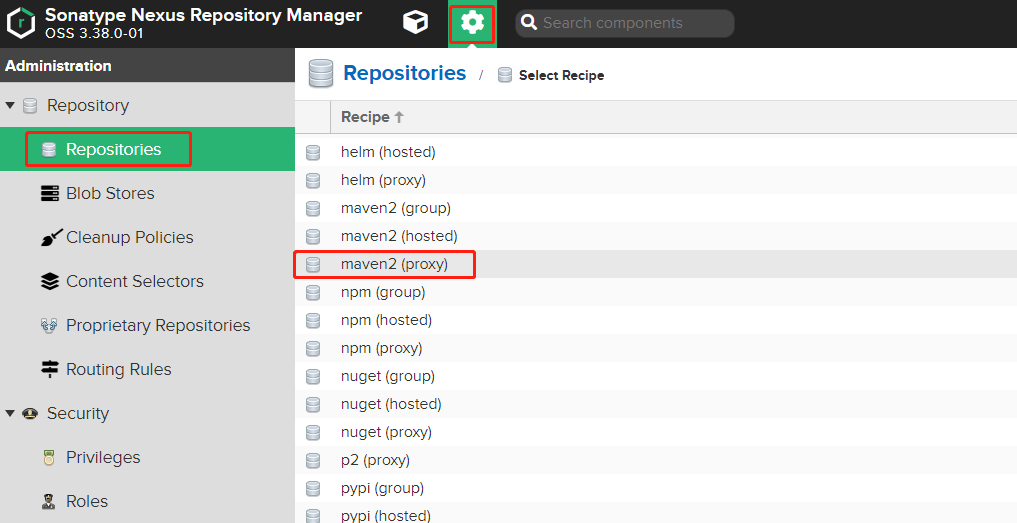 Sonatype Nexus Repository Manager
OSS 3.38.0-01
Search components
Administration
Repository
Repositories
Blob Stores
Cleanup Policies
Content Selectors
Proprietary Repositories
Routing Rules
Security
Privileges
Roles
Repositories / Select Recipe
Recipe
helm (hosted)
helm (proxy)
maven2 (group)
maven2 (hosted)
maven2 (proxy)
npm (group)
npm (hosted)
npm (proxy)
nuget (group)
nuget (hosted)
nuget (proxy)
p2 (proxy)
pypi (group)
pypi (hosted)